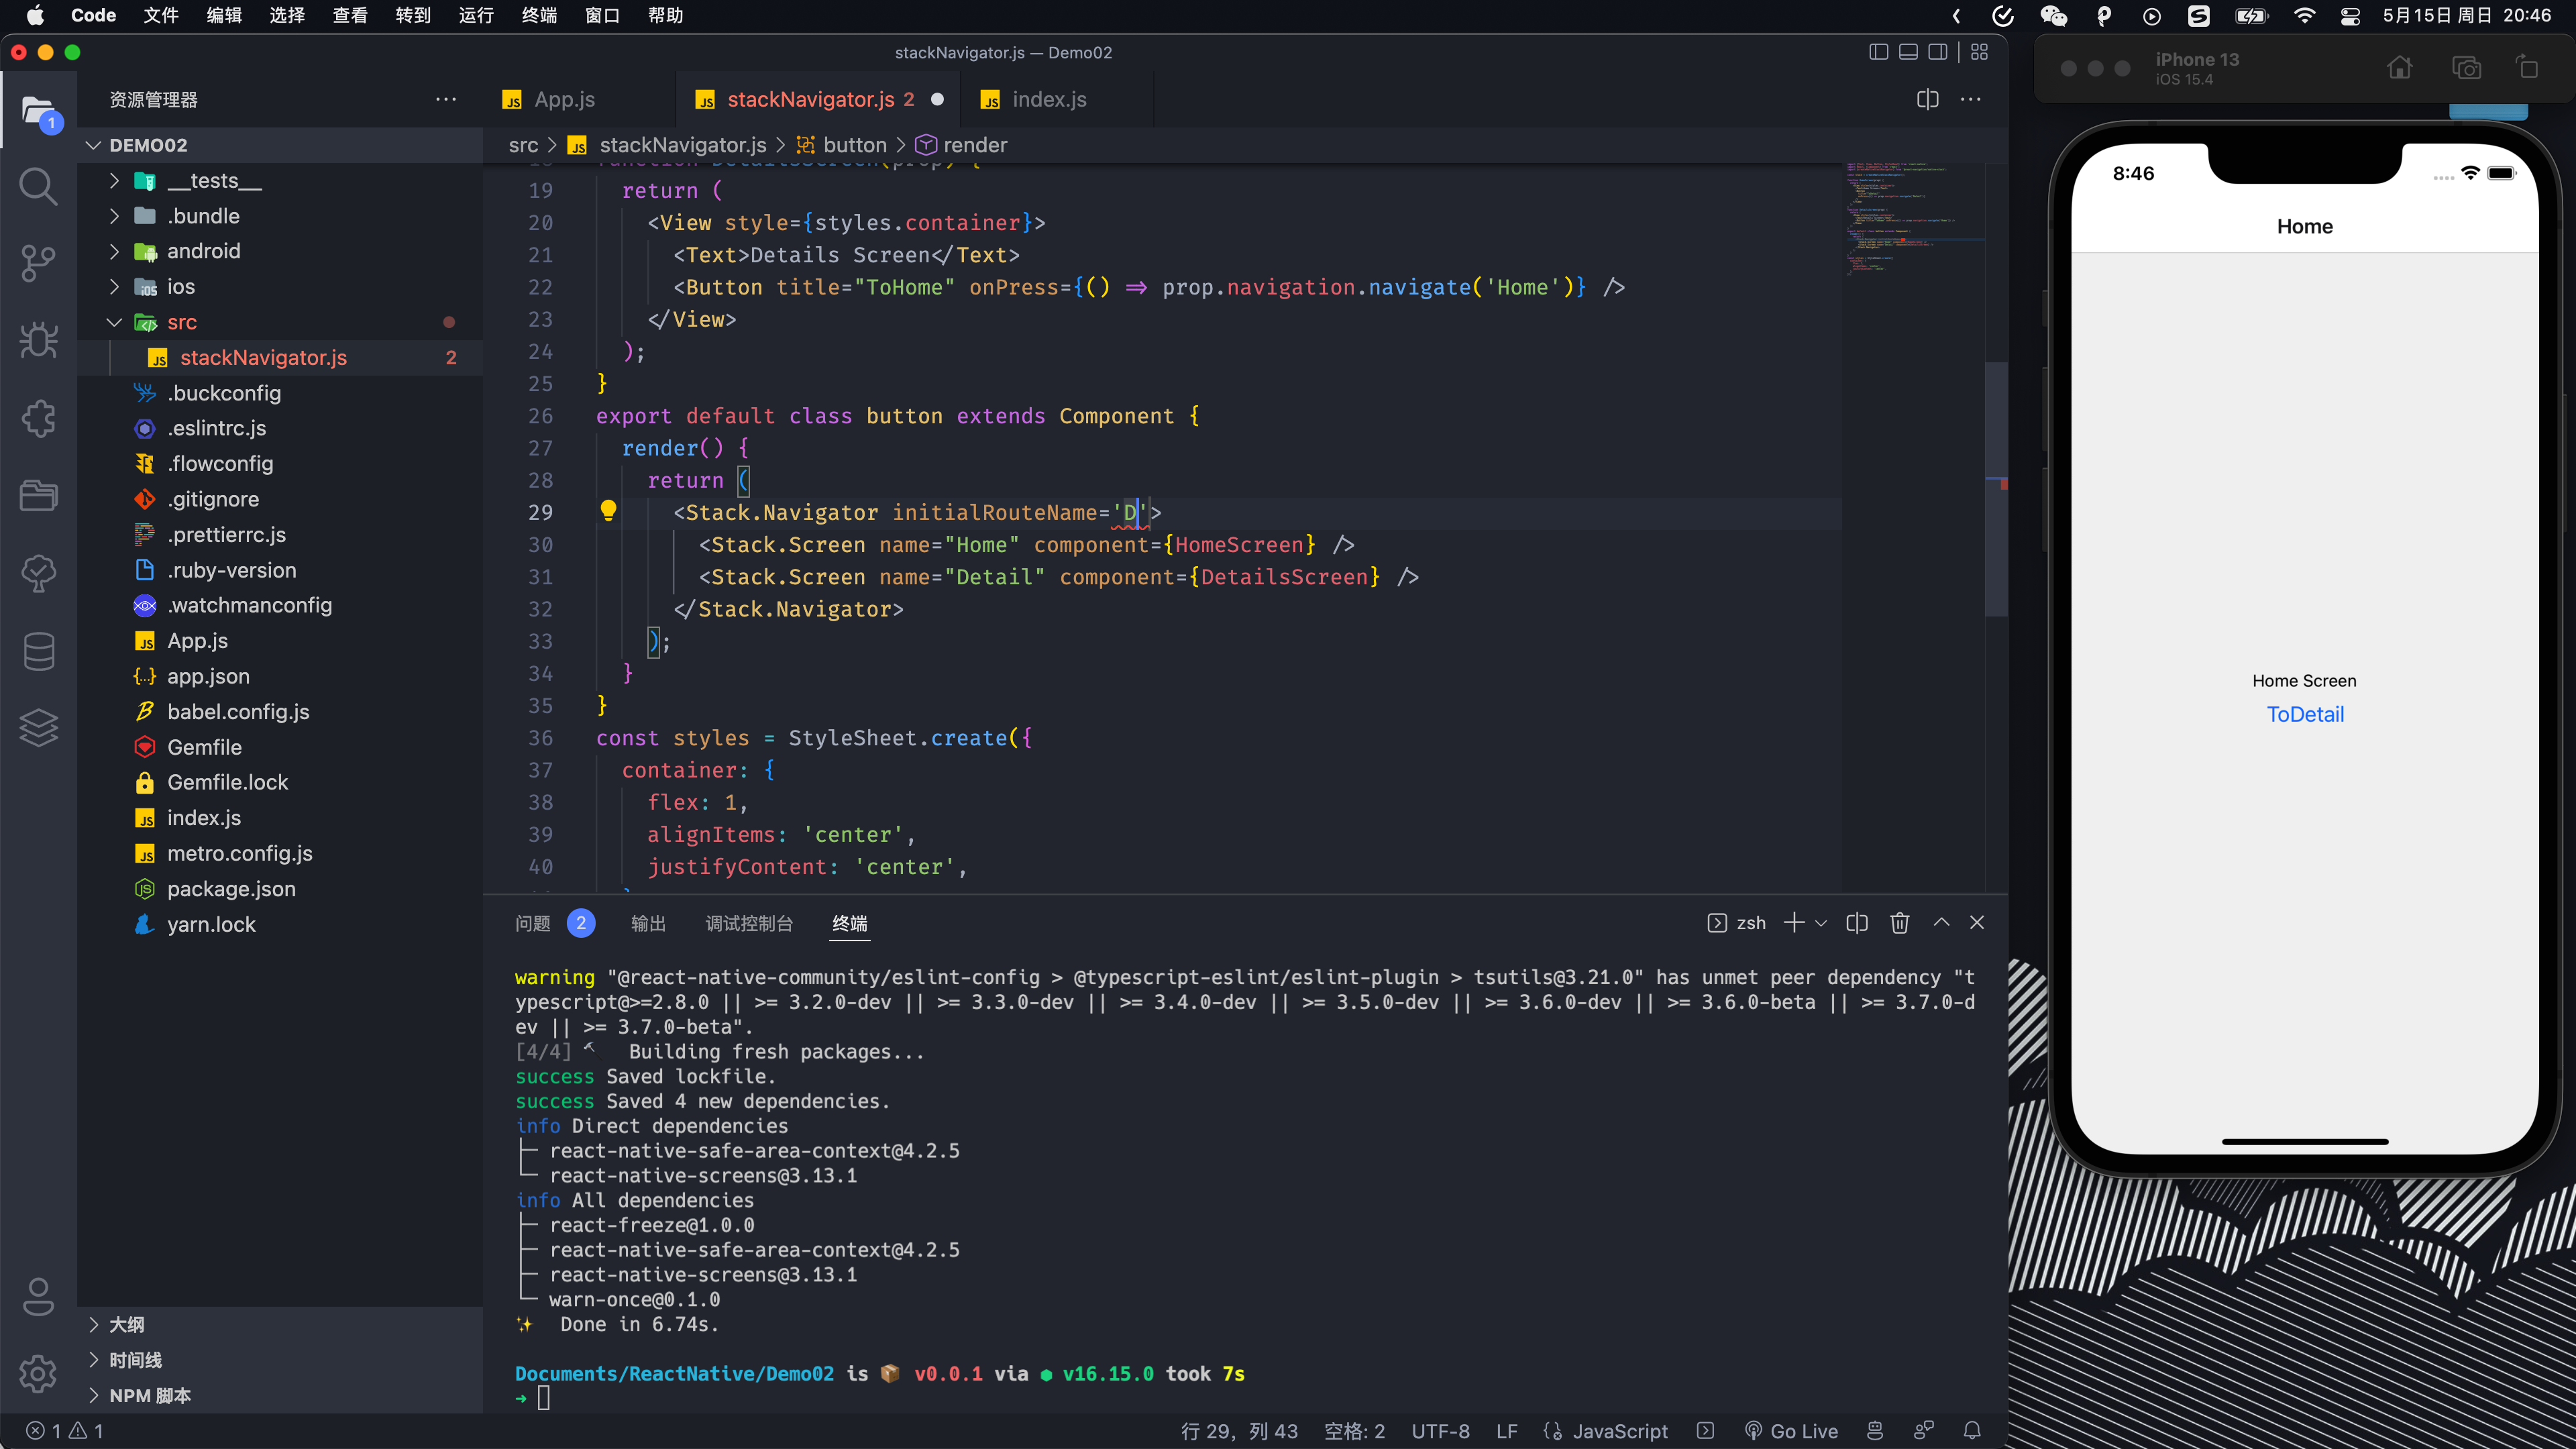 Code 文件 编辑 选择 查看 转到 运行 终端 窗口 帮助
5月15日 周日 20:46
stackNavigator.js — Demo02
资源管理器
1
DEMO02
__tests__
.bundle
android
ios
src
stackNavigator.js 2
.buckconfig
.eslintrc.js
.flowconfig
.gitignore
.prettierrc.js
.ruby-version
.watchmanconfig
App.js
app.json
babel.config.js
Gemfile
Gemfile.lock
index.js
metro.config.js
package.json
yarn.lock
大纲
时间线
NPM 脚本
App.js
stackNavigator.js 2
index.js
src > stackNavigator.js > button > render
19 return (
20 <View style={styles.container}>
21 <Text>Details Screen</Text>
22 <Button title="ToHome" onPress={() => prop.navigation.navigate('Home')} />
23 </View>
24 );
25 }
26 export default class button extends Component {
27 render() {
28 return (
29 <Stack.Navigator initialRouteName='D'>
30 <Stack.Screen name="Home" component={HomeScreen} />
31 <Stack.Screen name="Detail" component={DetailsScreen} />
32 </Stack.Navigator>
33 );
34 }
35 }
36 const styles = StyleSheet.create({
37 container: {
38 flex: 1,
39 alignItems: 'center',
40 justifyContent: 'center',
问题 2 输出 调试控制台 终端
zsh
warning "@react-native-community/eslint-config > @typescript-eslint/eslint-plugin > tsutils@3.21.0" has unmet peer dependency "t
ypescript@>=2.8.0 || >= 3.2.0-dev || >= 3.3.0-dev || >= 3.4.0-dev || >= 3.5.0-dev || >= 3.6.0-dev || >= 3.6.0-beta || >= 3.7.0-d
ev || >= 3.7.0-beta".
[4/4] 🔨 Building fresh packages...
success Saved lockfile.
success Saved 4 new dependencies.
info Direct dependencies
├─ react-native-safe-area-context@4.2.5
└─ react-native-screens@3.13.1
info All dependencies
├─ react-freeze@1.0.0
├─ react-native-safe-area-context@4.2.5
├─ react-native-screens@3.13.1
└─ warn-once@0.1.0
✨ Done in 6.74s.
Documents/ReactNative/Demo02 is 📦 v0.0.1 via ⬢ v16.15.0 took 7s
➜
1 1
行 29，列 43 空格: 2 UTF-8 LF JavaScript Go Live
iPhone 13
iOS 15.4
8:46
Home
Home Screen
ToDetail